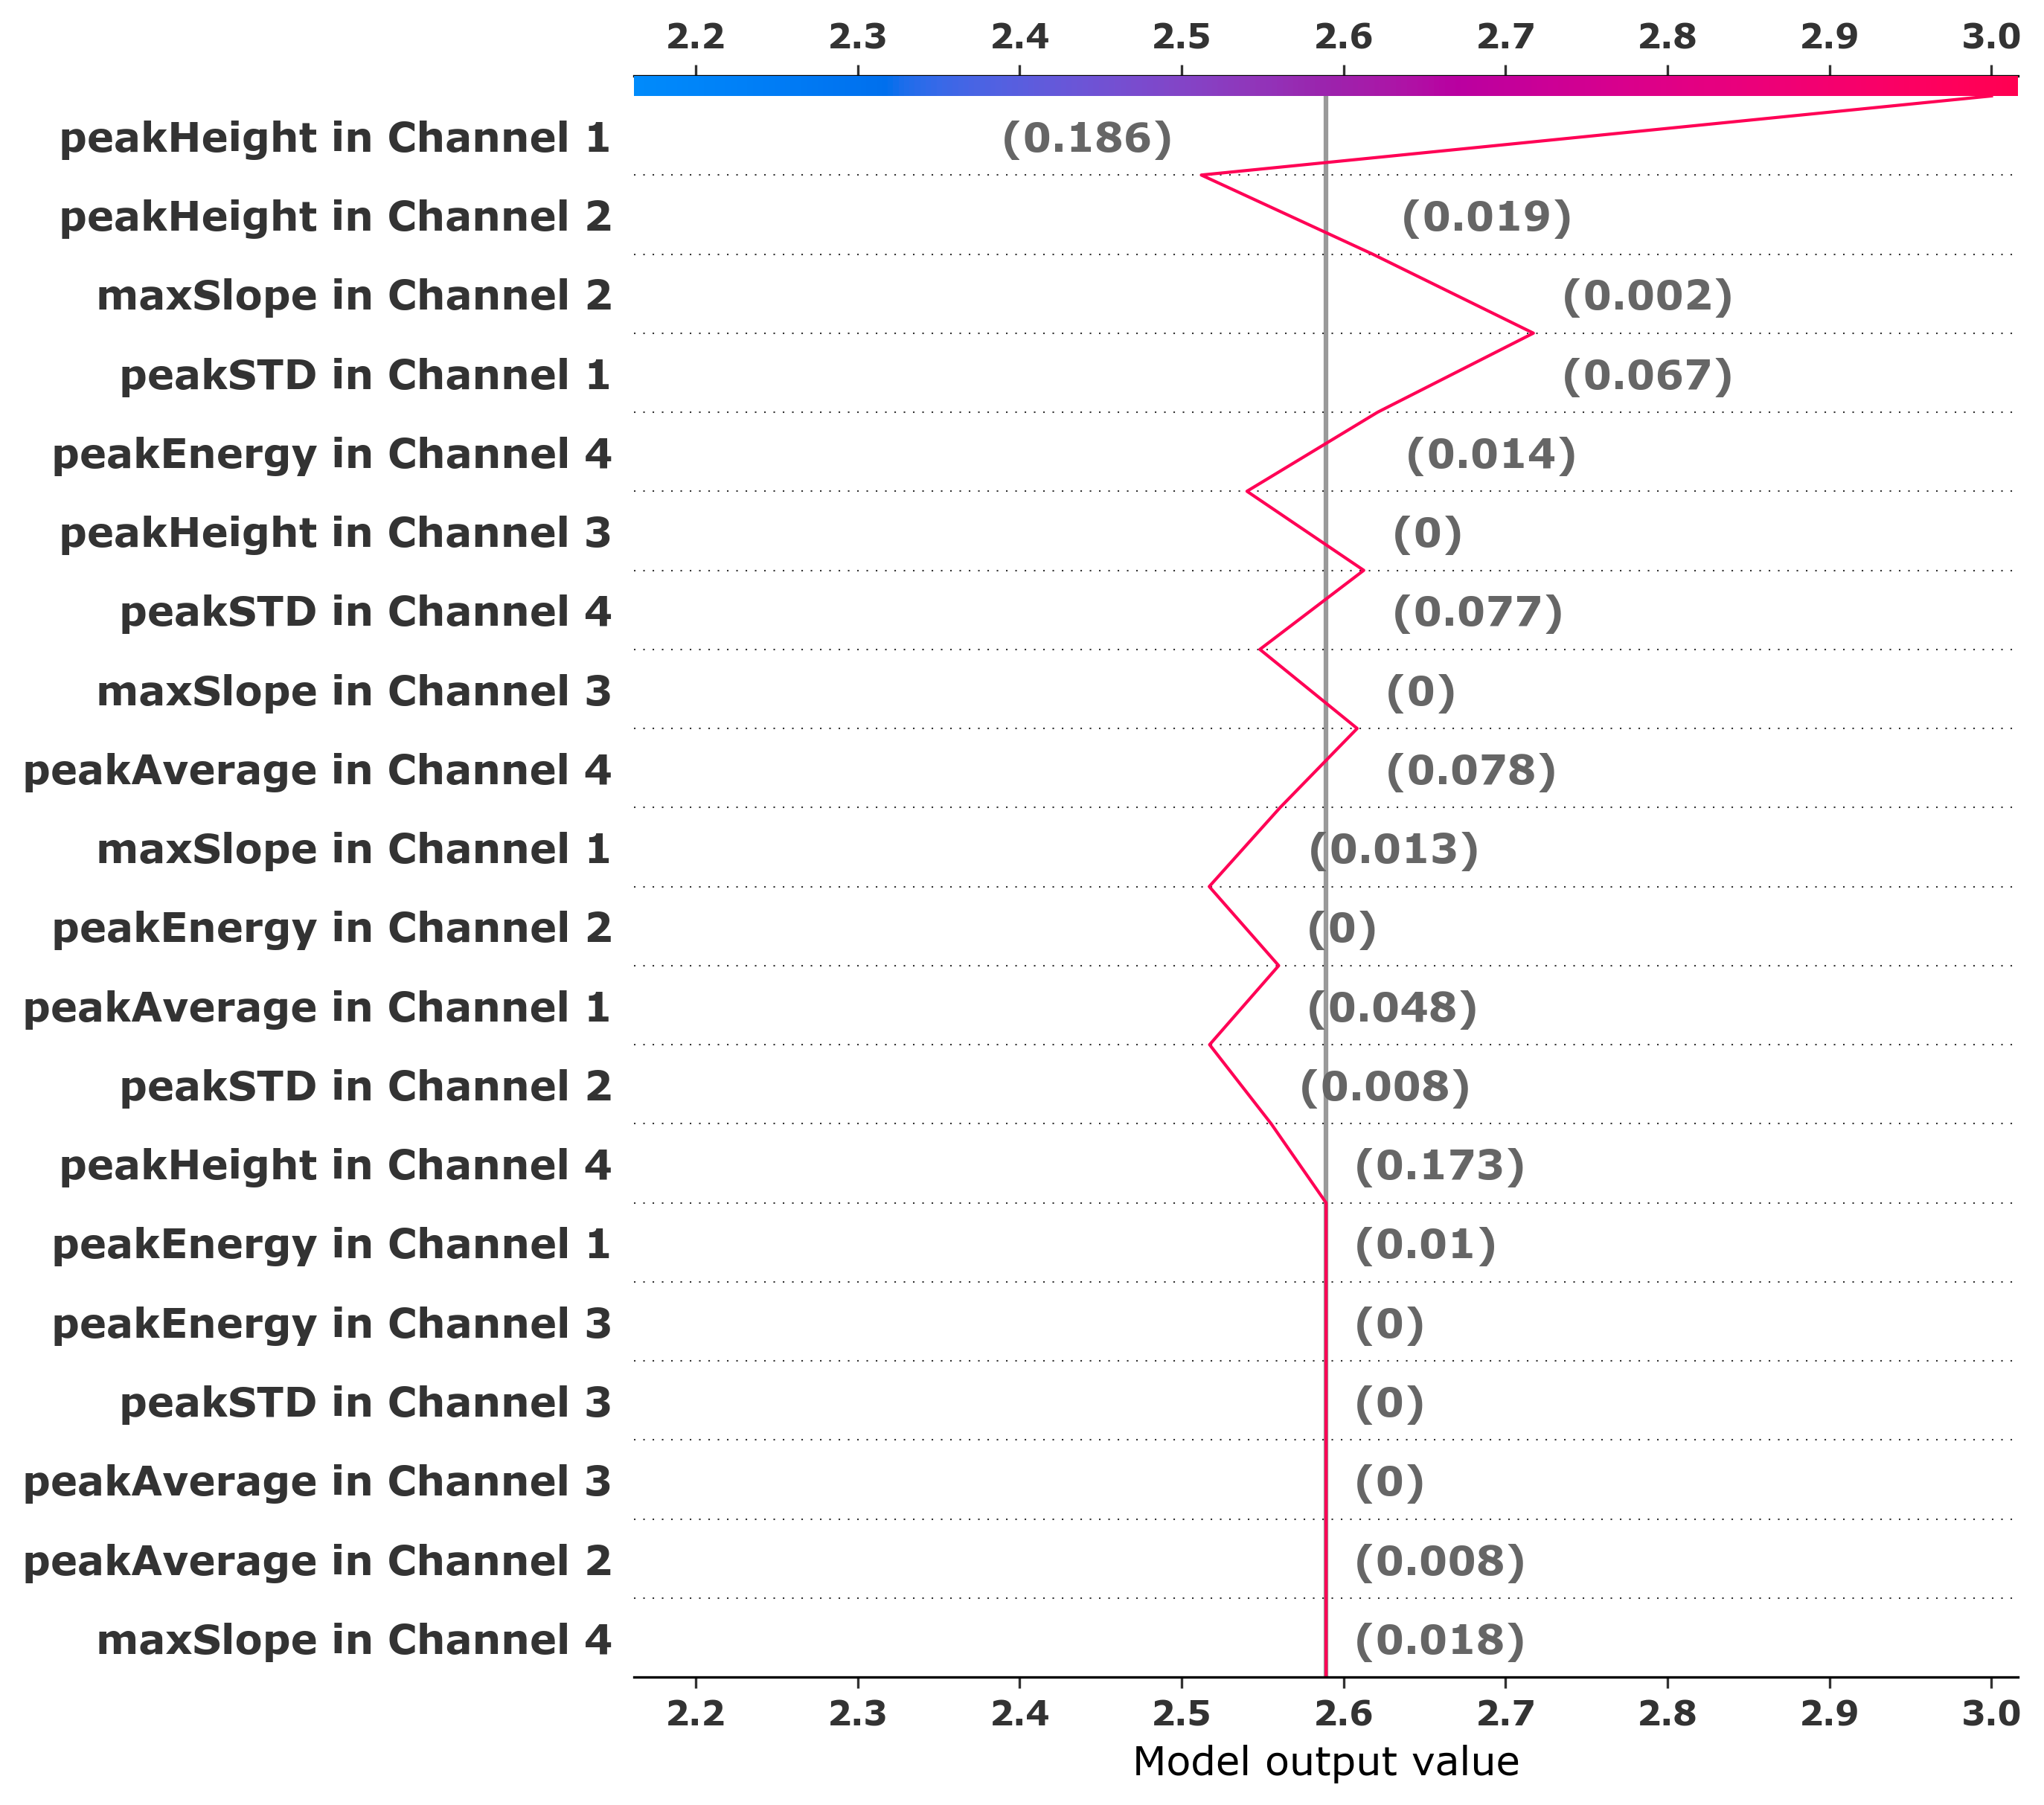 2.2 2.3 2.4 2.5 2.6 2.7 2.8 2.9 3.0
peakHeight in Channel 1 (0.186)
peakHeight in Channel 2 (0.019)
maxSlope in Channel 2 (0.002)
peakSTD in Channel 1 (0.067)
peakEnergy in Channel 4 (0.014)
peakHeight in Channel 3 (0)
peakSTD in Channel 4 (0.077)
maxSlope in Channel 3 (0)
peakAverage in Channel 4 (0.078)
maxSlope in Channel 1 (0.013)
peakEnergy in Channel 2 (0)
peakAverage in Channel 1 (0.048)
peakSTD in Channel 2 (0.008)
peakHeight in Channel 4 (0.173)
peakEnergy in Channel 1 (0.01)
peakEnergy in Channel 3 (0)
peakSTD in Channel 3 (0)
peakAverage in Channel 3 (0)
peakAverage in Channel 2 (0.008)
maxSlope in Channel 4 (0.018)
2.2 2.3 2.4 2.5 2.6 2.7 2.8 2.9 3.0
Model output value